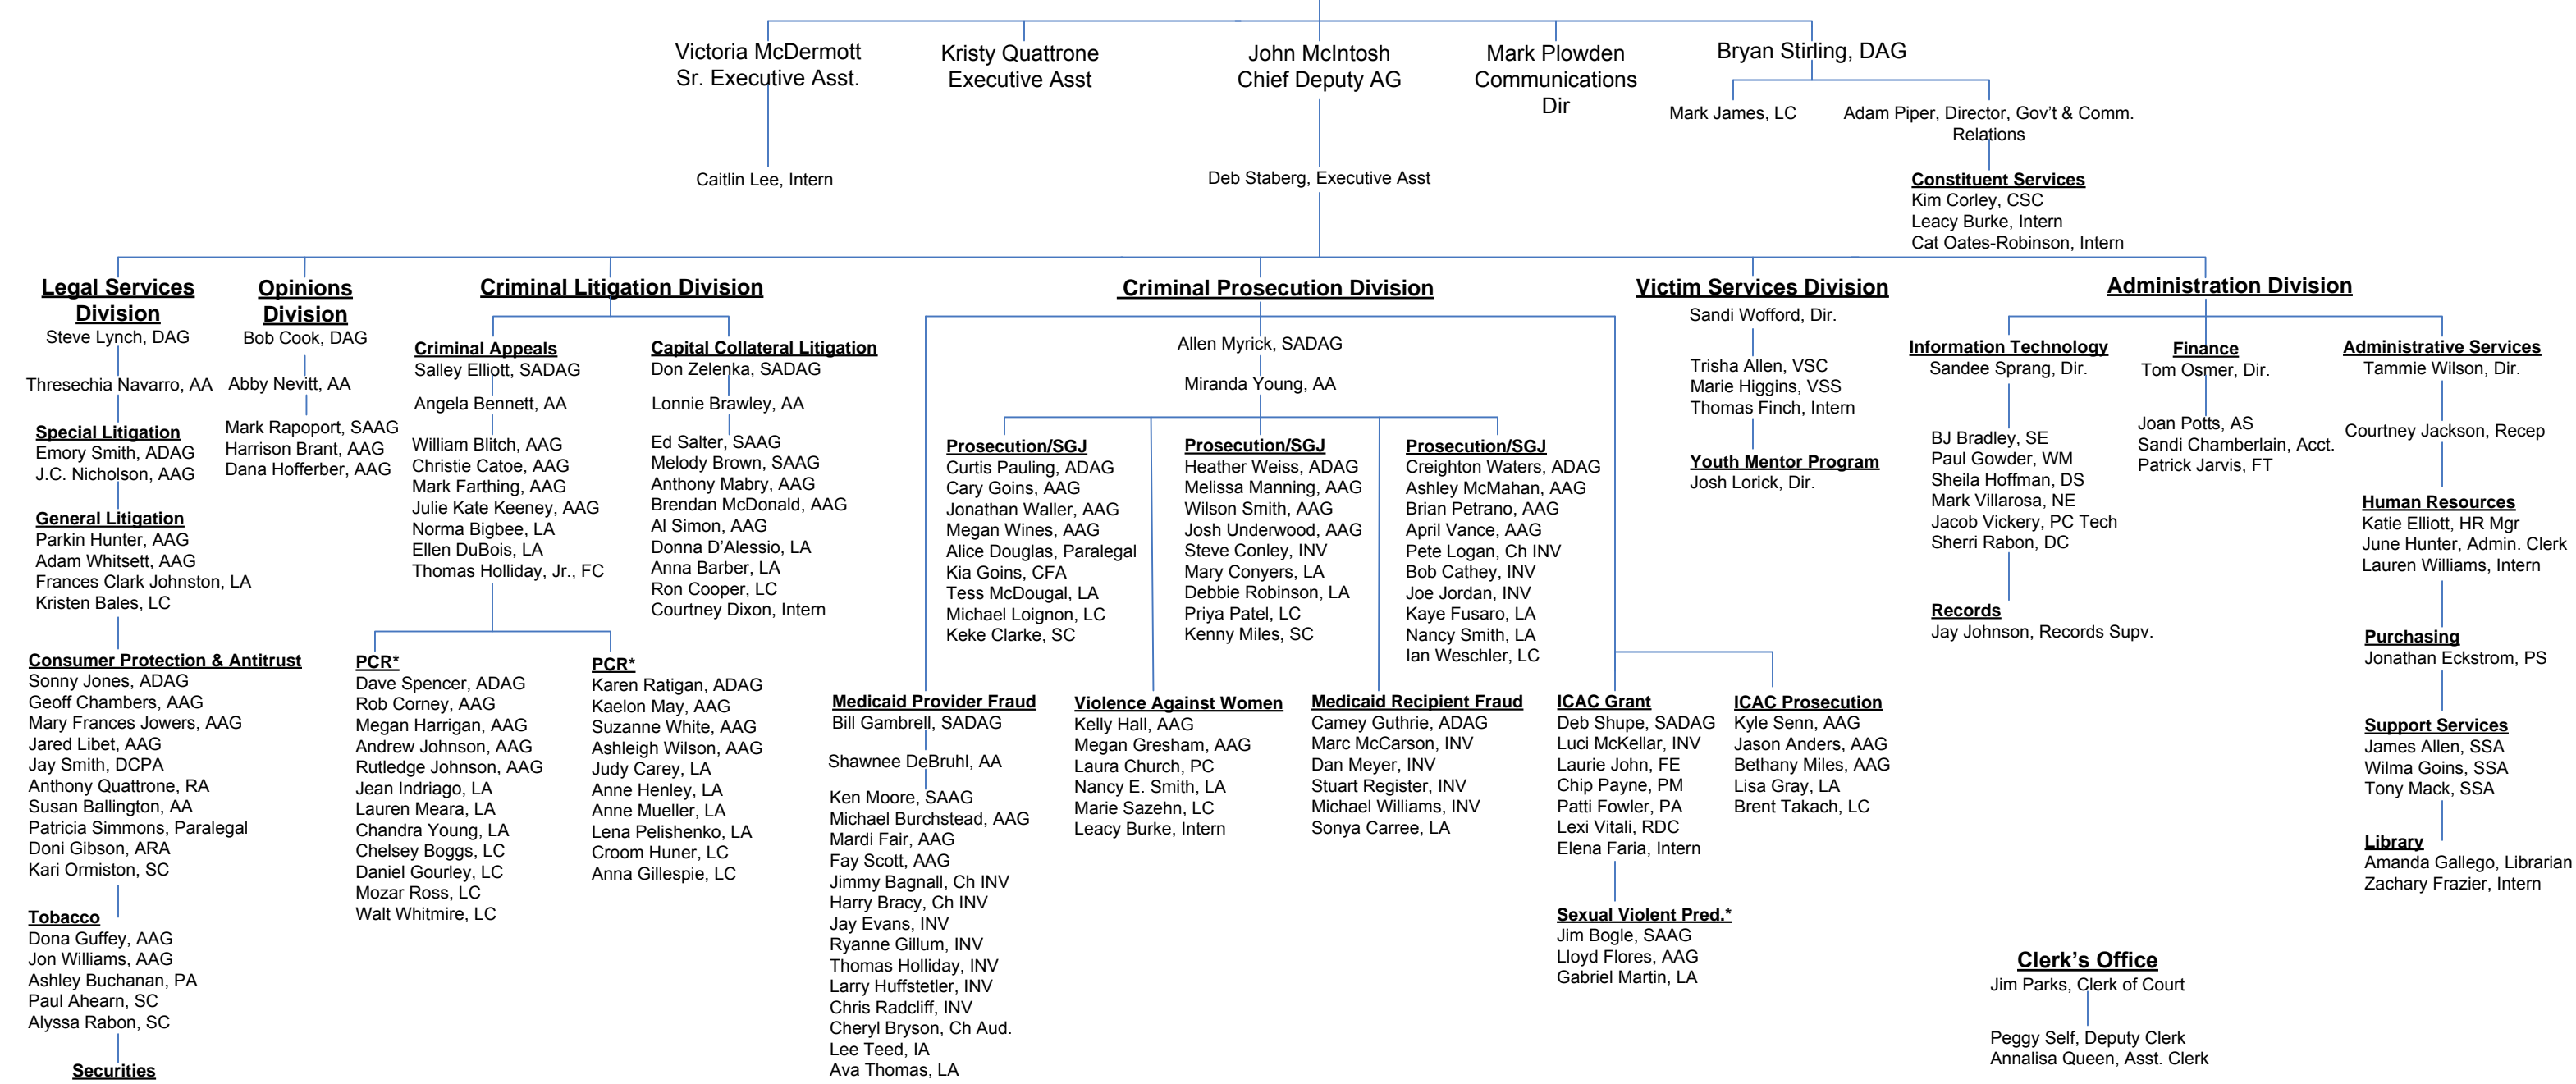 Victoria McDermott
Sr. Executive Asst.
Kristy Quattrone
Executive Asst
John McIntosh
Chief Deputy AG
Mark Plowden
Communications
Dir
Bryan Stirling, DAG
Mark James, LC
Adam Piper, Director, Gov't & Comm.
Relations
Caitlin Lee, Intern
Deb Staberg, Executive Asst
Constituent Services
Kim Corley, CSC
Leacy Burke, Intern
Cat Oates-Robinson, Intern
Legal Services
Division
Steve Lynch, DAG
Thresechia Navarro, AA
Special Litigation
Emory Smith, ADAG
J.C. Nicholson, AAG
General Litigation
Parkin Hunter, AAG
Adam Whitsett, AAG
Frances Clark Johnston, LA
Kristen Bales, LC
Consumer Protection & Antitrust
Sonny Jones, ADAG
Geoff Chambers, AAG
Mary Frances Jowers, AAG
Jared Libet, AAG
Jay Smith, DCPA
Anthony Quattrone, RA
Susan Ballington, AA
Patricia Simmons, Paralegal
Doni Gibson, ARA
Kari Ormiston, SC
Tobacco
Dona Guffey, AAG
Jon Williams, AAG
Ashley Buchanan, PA
Paul Ahearn, SC
Alyssa Rabon, SC
Securities
Opinions
Division
Bob Cook, DAG
Abby Nevitt, AA
Mark Rapoport, SAAG
Harrison Brant, AAG
Dana Hofferber, AAG
Criminal Litigation Division
Criminal Appeals
Salley Elliott, SADAG
Angela Bennett, AA
William Blitch, AAG
Christie Catoe, AAG
Mark Farthing, AAG
Julie Kate Keeney, AAG
Norma Bigbee, LA
Ellen DuBois, LA
Thomas Holliday, Jr., FC
PCR*
Dave Spencer, ADAG
Rob Corney, AAG
Megan Harrigan, AAG
Andrew Johnson, AAG
Rutledge Johnson, AAG
Jean Indriago, LA
Lauren Meara, LA
Chandra Young, LA
Chelsey Boggs, LC
Daniel Gourley, LC
Mozar Ross, LC
Walt Whitmire, LC
PCR*
Karen Ratigan, ADAG
Kaelon May, AAG
Suzanne White, AAG
Ashleigh Wilson, AAG
Judy Carey, LA
Anne Henley, LA
Anne Mueller, LA
Lena Pelishenko, LA
Croom Huner, LC
Anna Gillespie, LC
Capital Collateral Litigation
Don Zelenka, SADAG
Lonnie Brawley, AA
Ed Salter, SAAG
Melody Brown, SAAG
Anthony Mabry, AAG
Brendan McDonald, AAG
Al Simon, AAG
Donna D'Alessio, LA
Anna Barber, LA
Ron Cooper, LC
Courtney Dixon, Intern
Criminal Prosecution Division
Allen Myrick, SADAG
Miranda Young, AA
Prosecution/SGJ
Curtis Pauling, ADAG
Cary Goins, AAG
Jonathan Waller, AAG
Megan Wines, AAG
Alice Douglas, Paralegal
Kia Goins, CFA
Tess McDougal, LA
Michael Loignon, LC
Keke Clarke, SC
Prosecution/SGJ
Heather Weiss, ADAG
Melissa Manning, AAG
Wilson Smith, AAG
Josh Underwood, AAG
Steve Conley, INV
Mary Conyers, LA
Debbie Robinson, LA
Priya Patel, LC
Kenny Miles, SC
Prosecution/SGJ
Creighton Waters, ADAG
Ashley McMahan, AAG
Brian Petrano, AAG
April Vance, AAG
Pete Logan, Ch INV
Bob Cathey, INV
Joe Jordan, INV
Kaye Fusaro, LA
Nancy Smith, LA
Ian Weschler, LC
Medicaid Provider Fraud
Bill Gambrell, SADAG
Shawnee DeBruhl, AA
Ken Moore, SAAG
Michael Burchstead, AAG
Mardi Fair, AAG
Fay Scott, AAG
Jimmy Bagnall, Ch INV
Harry Bracy, Ch INV
Jay Evans, INV
Ryanne Gillum, INV
Thomas Holliday, INV
Larry Huffstetler, INV
Chris Radcliff, INV
Cheryl Bryson, Ch Aud.
Lee Teed, IA
Ava Thomas, LA
Violence Against Women
Kelly Hall, AAG
Megan Gresham, AAG
Laura Church, PC
Nancy E. Smith, LA
Marie Sazehn, LC
Leacy Burke, Intern
Medicaid Recipient Fraud
Camey Guthrie, ADAG
Marc McCarson, INV
Dan Meyer, INV
Stuart Register, INV
Michael Williams, INV
Sonya Carree, LA
ICAC Grant
Deb Shupe, SADAG
Luci McKellar, INV
Laurie John, FE
Chip Payne, PM
Patti Fowler, PA
Lexi Vitali, RDC
Elena Faria, Intern
Sexual Violent Pred.*
Jim Bogle, SAAG
Lloyd Flores, AAG
Gabriel Martin, LA
ICAC Prosecution
Kyle Senn, AAG
Jason Anders, AAG
Bethany Miles, AAG
Lisa Gray, LA
Brent Takach, LC
Victim Services Division
Sandi Wofford, Dir.
Trisha Allen, VSC
Marie Higgins, VSS
Thomas Finch, Intern
Youth Mentor Program
Josh Lorick, Dir.
Administration Division
Information Technology
Sandee Sprang, Dir.
BJ Bradley, SE
Paul Gowder, WM
Sheila Hoffman, DS
Mark Villarosa, NE
Jacob Vickery, PC Tech
Sherri Rabon, DC
Records
Jay Johnson, Records Supv.
Finance
Tom Osmer, Dir.
Joan Potts, AS
Sandi Chamberlain, Acct.
Patrick Jarvis, FT
Administrative Services
Tammie Wilson, Dir.
Courtney Jackson, Recep
Human Resources
Katie Elliott, HR Mgr
June Hunter, Admin. Clerk
Lauren Williams, Intern
Purchasing
Jonathan Eckstrom, PS
Support Services
James Allen, SSA
Wilma Goins, SSA
Tony Mack, SSA
Library
Amanda Gallego, Librarian
Zachary Frazier, Intern
Clerk's Office
Jim Parks, Clerk of Court
Peggy Self, Deputy Clerk
Annalisa Queen, Asst. Clerk